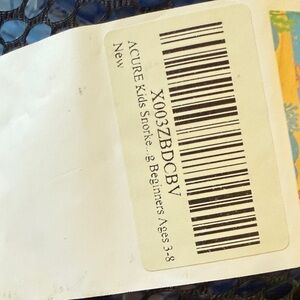 X003ZBDCBV
ACURE Kids Snorke...g Beginners Ages 3-8
New